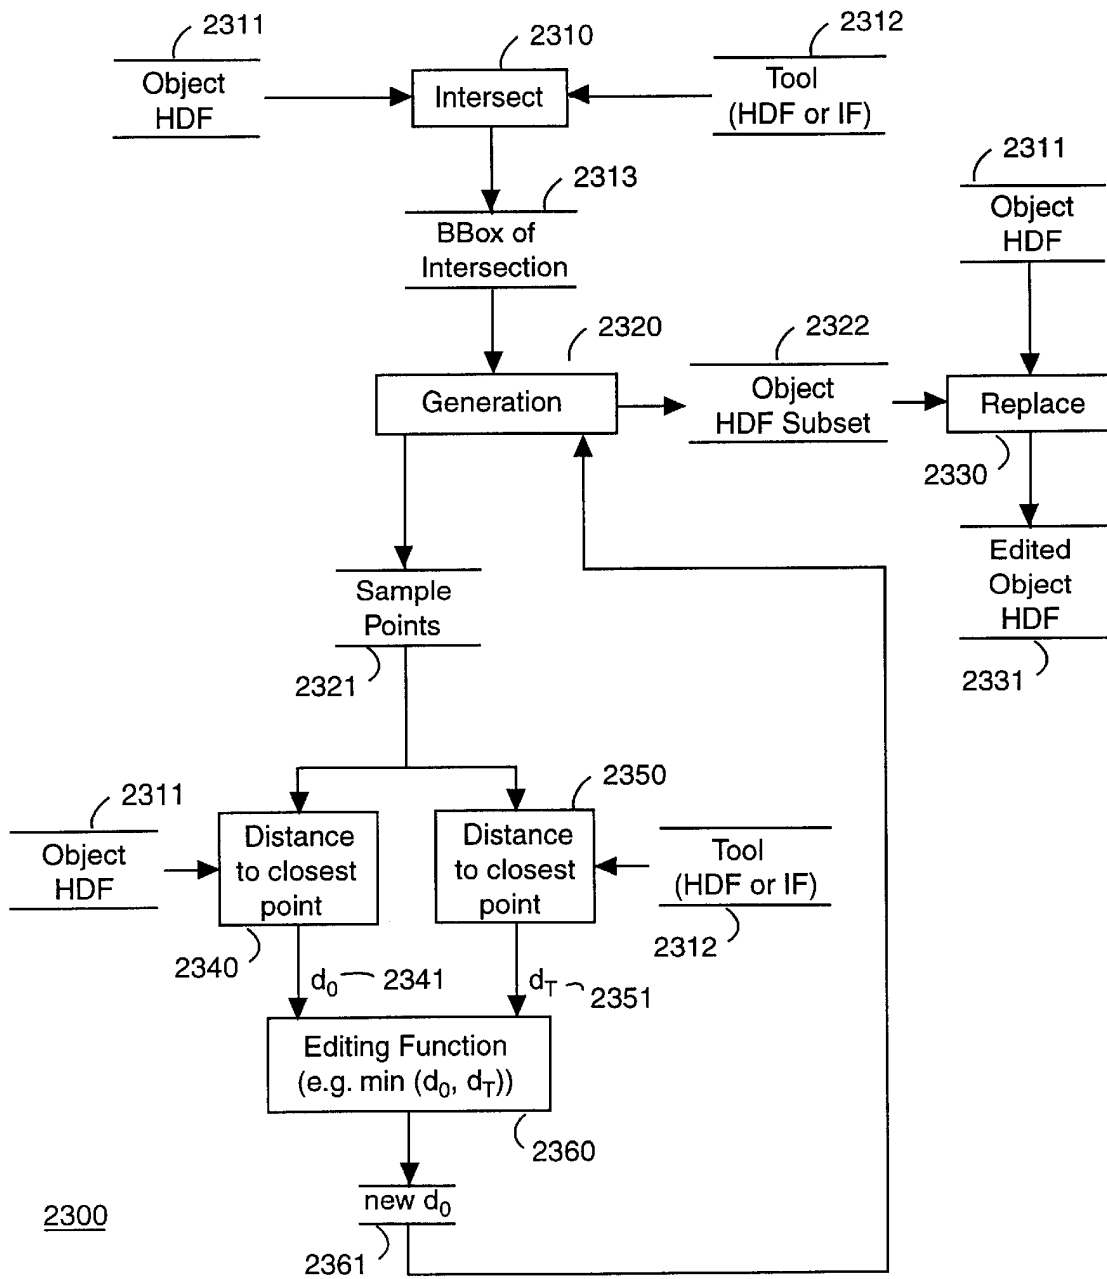 2311
2310
2312
Object
HDF
Intersect
Tool
(HDF or IF)
2313
2311
BBox of
Intersection
Object
HDF
2320
2322
Generation
Object
HDF Subset
Replace
2330
Sample
Points
2321
Edited
Object
HDF
2331
2311
2350
Object
HDF
Distance
to closest
point
Distance
to closest
point
Tool
(HDF or IF)
2340
2312
d0
2341
dT
2351
Editing Function
(e.g. min (d0, dT))
2360
new d0
2361
2300